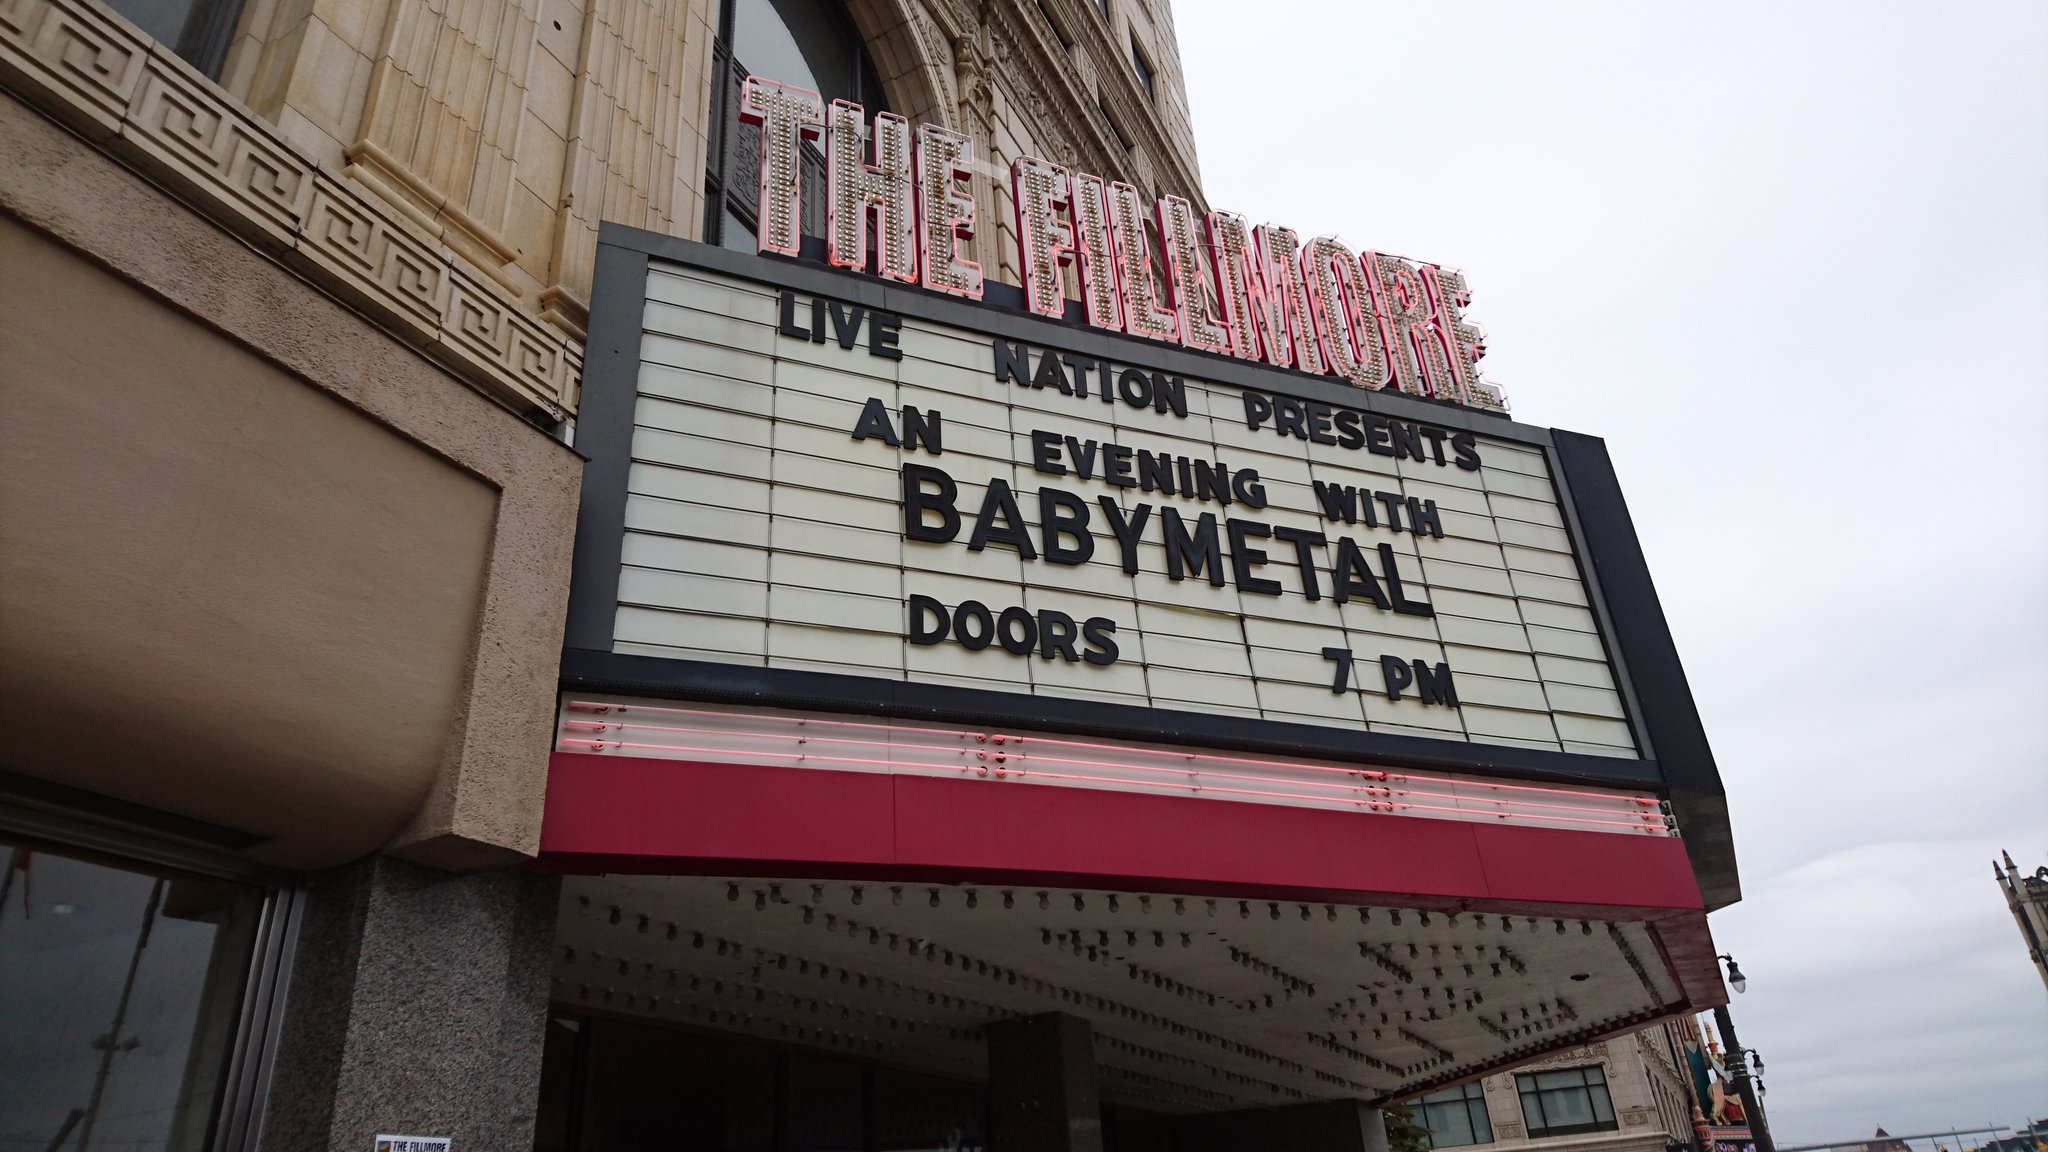 THE FILLMORE
LIVE NATION PRESENTS
AN EVENING WITH
BABYMETAL
DOORS 7 PM
THE FILLMORE